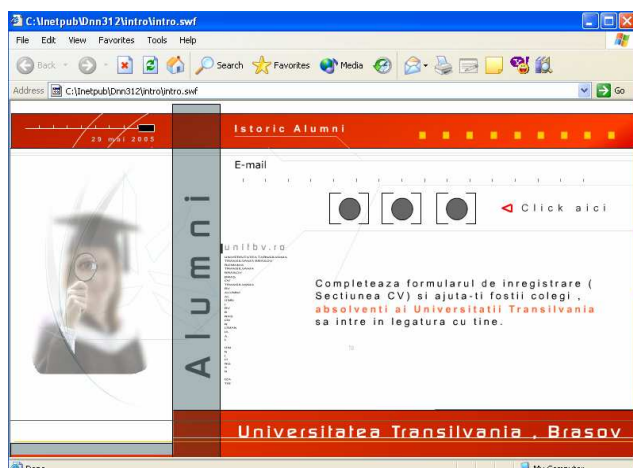 C:\Inetpub\Dnn312\intro\intro.swf
File Edit View Favorites Tools Help
Back Search Favorites Media
Address C:\Inetpub\Dnn312\intro\intro.swf Go
29 mai 2005
Istoric Alumni
E-mail
Click aici
Alumni
unitbv.ro
Completeaza formularul de inregistrare (
Sectiunea CV) si ajuta-ti fostii colegi ,
absolventi ai Universitatii Transilvania
sa intre in legatura cu tine.
Universitatea Transilvania , Brasov
Done My Computer